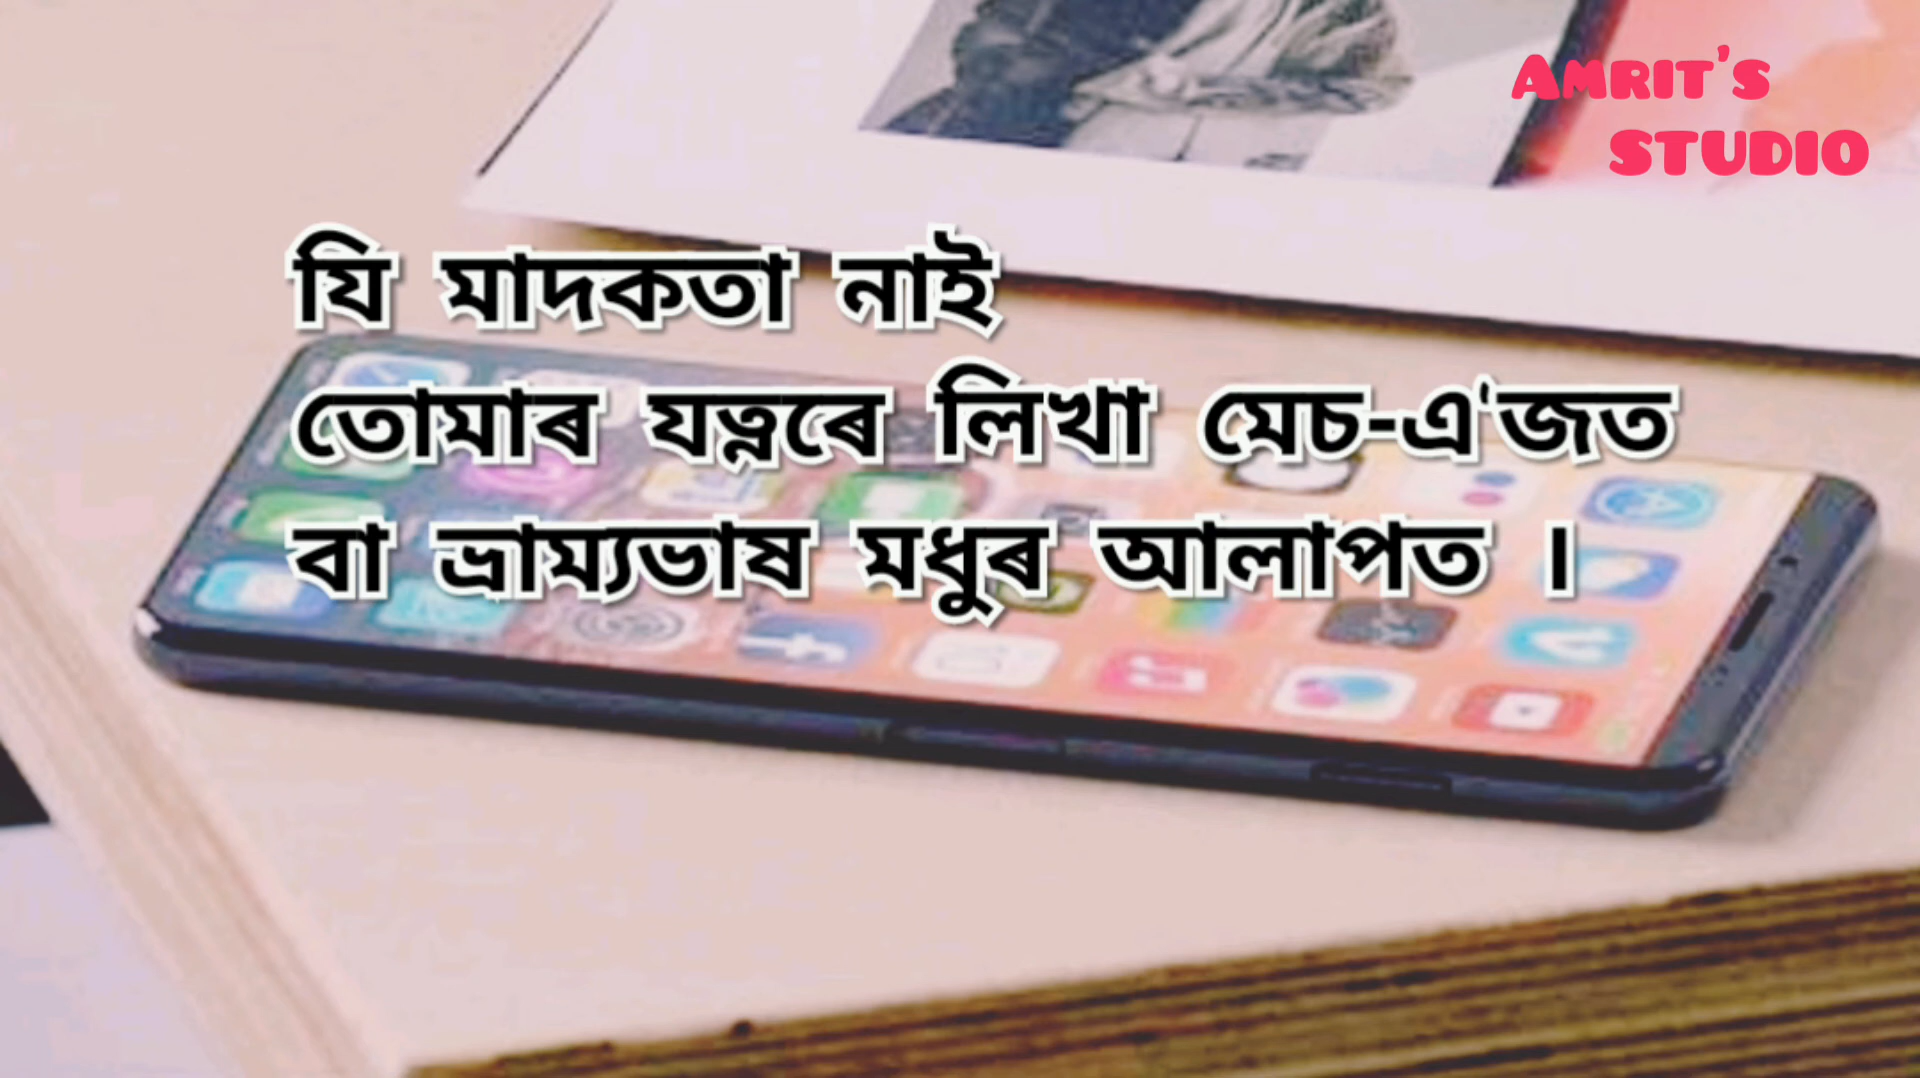 AMRIT'S
STUDIO
যি মাদকতা নাই
তোমাৰ যত্নৰে লিখা মেচ-এ'জত
বা ভ্ৰাম্যভাষ মধুৰ আলাপত ।